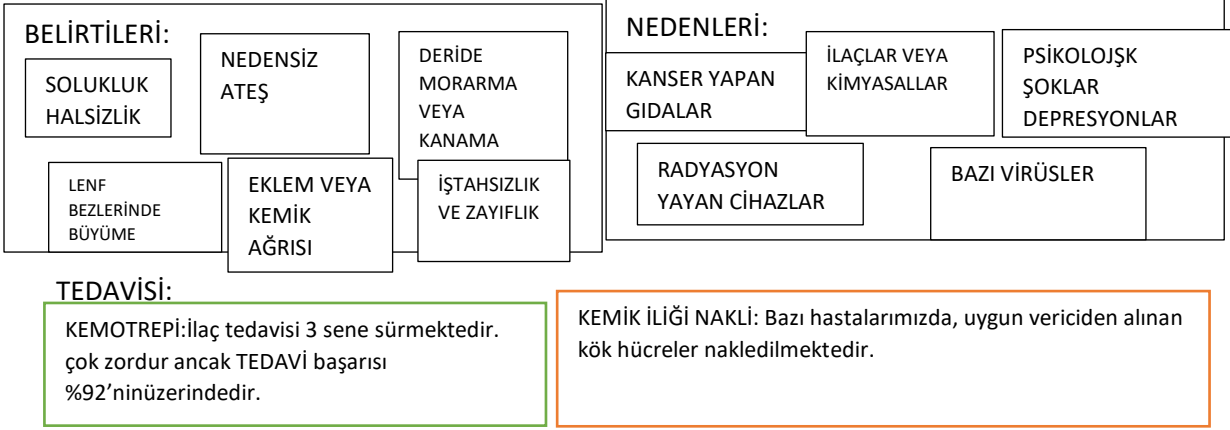 BELİRTİLERİ:
SOLUKLUK
HALSİZLİK
NEDENSİZ
ATEŞ
DERİDE
MORARMA
VEYA
KANAMA
LENF
BEZLERİNDE
BÜYÜME
EKLEM VEYA
KEMİK
AĞRISI
İŞTAHSIZLIK
VE ZAYIFLIK
NEDENLERİ:
KANSER YAPAN
GIDALAR
İLAÇLAR VEYA
KİMYASALLAR
PSİKOLOJŞK
ŞOKLAR
DEPRESYONLAR
RADYASYON
YAYAN CİHAZLAR
BAZI VİRÜSLER
TEDAVİSİ:
KEMOTREPİ:İlaç tedavisi 3 sene sürmektedir.
çok zordur ancak TEDAVİ başarısı
%92’ninüzerindedir.
KEMİK İLİĞİ NAKLİ: Bazı hastalarımızda, uygun vericiden alınan
kök hücreler nakledilmektedir.